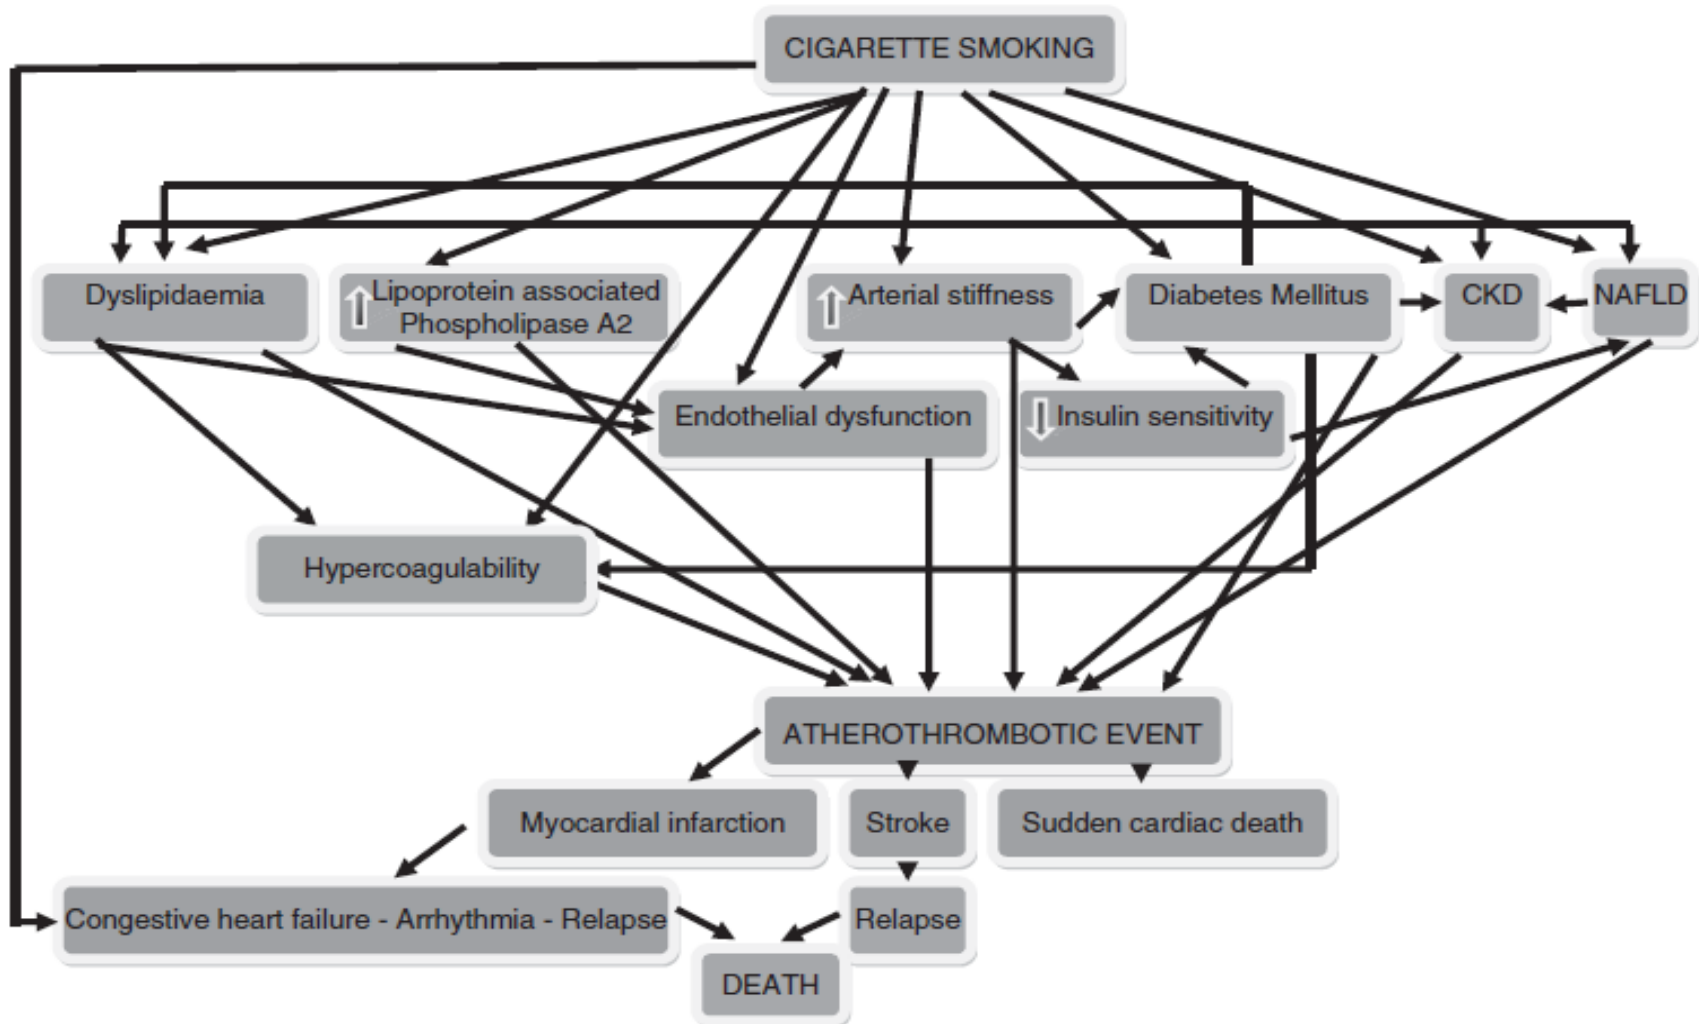 CIGARETTE SMOKING
Dyslipidaemia
Lipoprotein associated
Phospholipase A2
Arterial stiffness
Diabetes Mellitus
CKD
NAFLD
Endothelial dysfunction
Insulin sensitivity
Hypercoagulability
ATHEROTHROMBOTIC EVENT
Myocardial infarction
Stroke
Sudden cardiac death
Congestive heart failure - Arrhythmia - Relapse
Relapse
DEATH